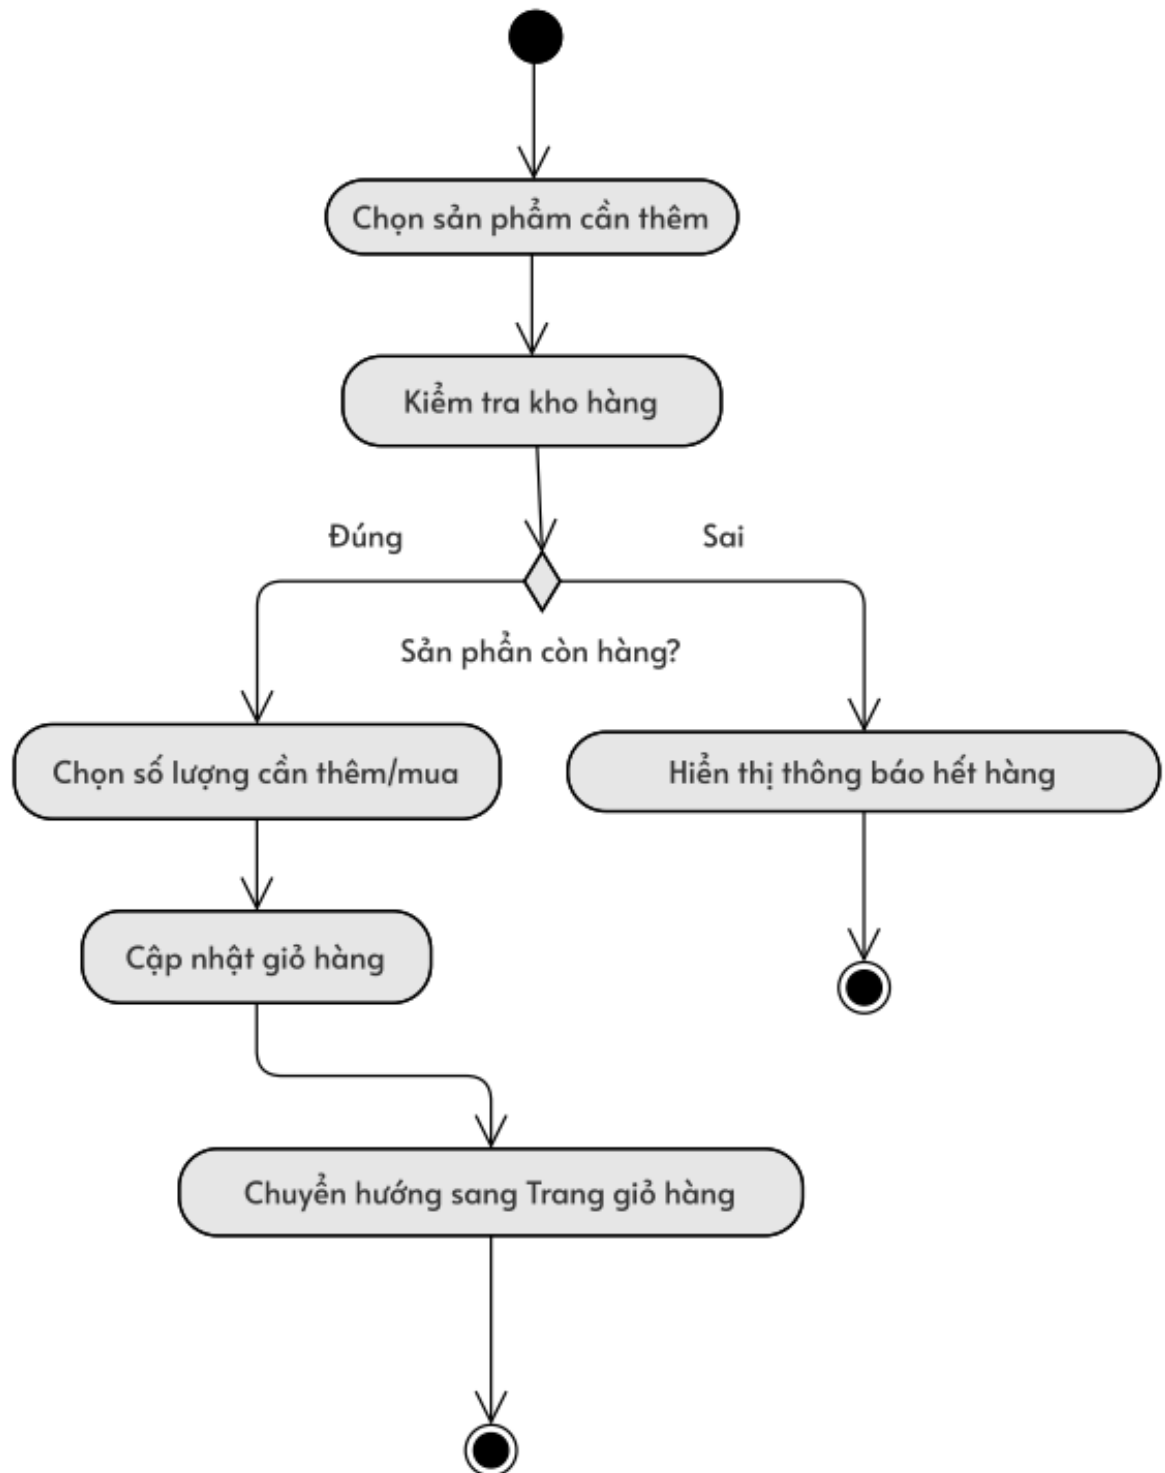 Chọn sản phẩm cần thêm
Kiểm tra kho hàng
Đúng
Sai
Sản phẩn còn hàng?
Chọn số lượng cần thêm/mua
Hiển thị thông báo hết hàng
Cập nhật giỏ hàng
Chuyển hướng sang Trang giỏ hàng